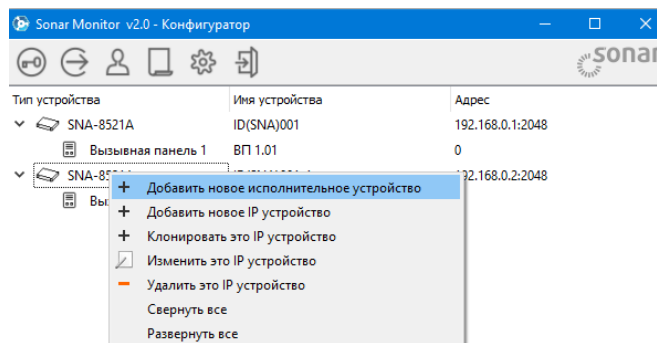 Sonar Monitor v2.0 - Конфигуратор
sonar
Тип устройства Имя устройства Адрес
SNA-8521A ID(SNA)001 192.168.0.1:2048
Вызывная панель 1 ВП 1.01 0
192.168.0.2:2048
Добавить новое исполнительное устройство
Добавить новое IP устройство
Клонировать это IP устройство
Изменить это IP устройство
Удалить это IP устройство
Свернуть все
Развернуть все